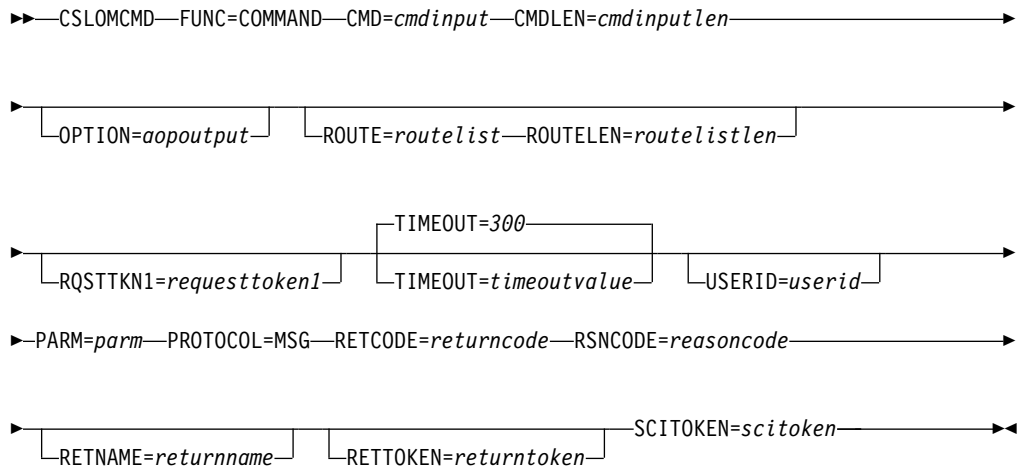 CSLOMCMD FUNC=COMMAND CMD=cmdinput CMDLEN=cmdinputlen
OPTION=aopoutput ROUTE=routelist ROUTELEN=routelistlen
TIMEOUT=300
RQSTTKN1=requesttoken1 TIMEOUT=timeoutvalue USERID=userid
PARM=parm PROTOCOL=MSG RETCODE=returncode RSNCODE=reasoncode
SCITOKEN=scitoken
RETNAME=returnname RETTOKEN=returntoken